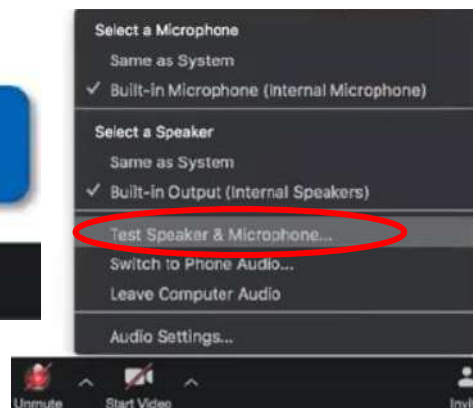 Select a Microphone
Same as System
✓ Built-in Microphone (Internal Microphone)
Select a Speaker
Same as System
✓ Built-in Output (Internal Speakers)
Test Speaker & Microphone...
Switch to Phone Audio...
Leave Computer Audio
Audio Settings...
Unmute Start Video